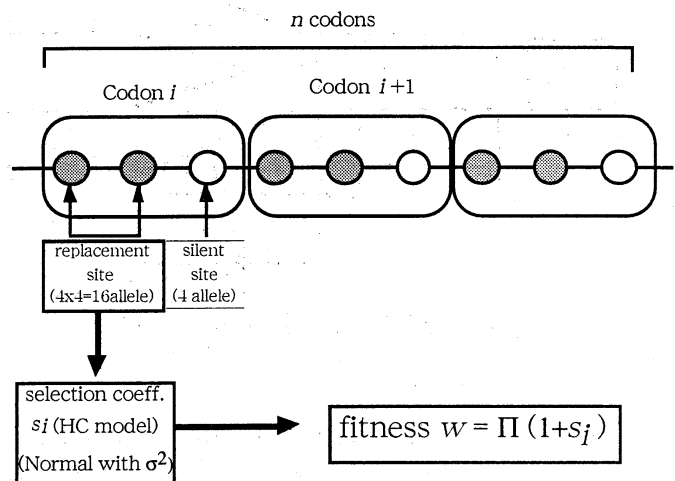 n codons
Codon i
Codon i+1
replacement
site
(4x4=16allele)
silent
site
(4 allele)
selection coeff.
si (HC model)
(Normal with σ²)
fitness w = Π (1+si)